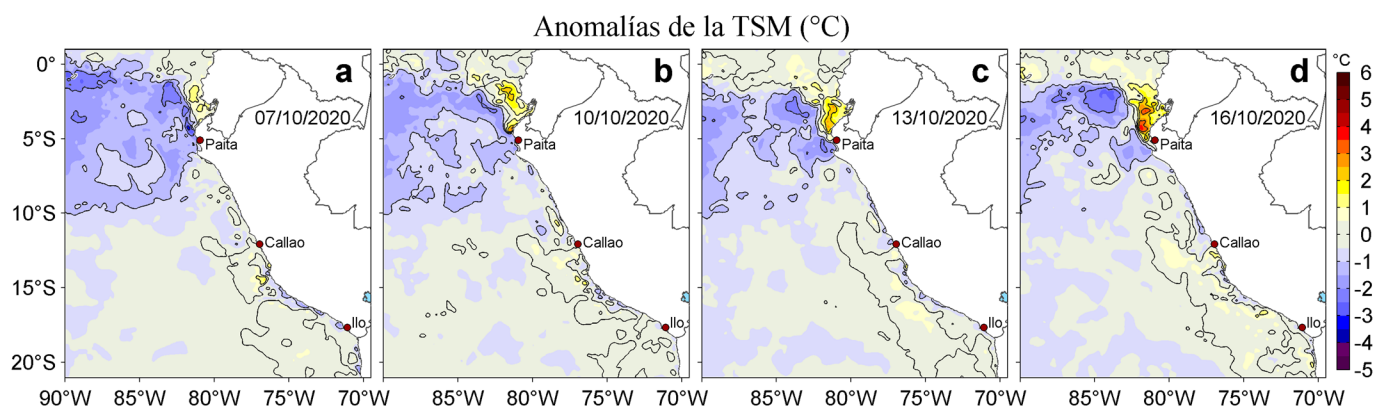 Anomalías de la TSM (°C)
a
b
c
d
07/10/2020
10/10/2020
13/10/2020
16/10/2020
0°
5°S
10°S
15°S
20°S
Paita
Callao
Ilo
Paita
Callao
Ilo
Paita
Callao
Ilo
Paita
Callao
Ilo
90°W 85°W 80°W 75°W 70°W
85°W 80°W 75°W 70°W
85°W 80°W 75°W 70°W
85°W 80°W 75°W 70°W
°C
6
5
4
3
2
1
0
-1
-2
-3
-4
-5